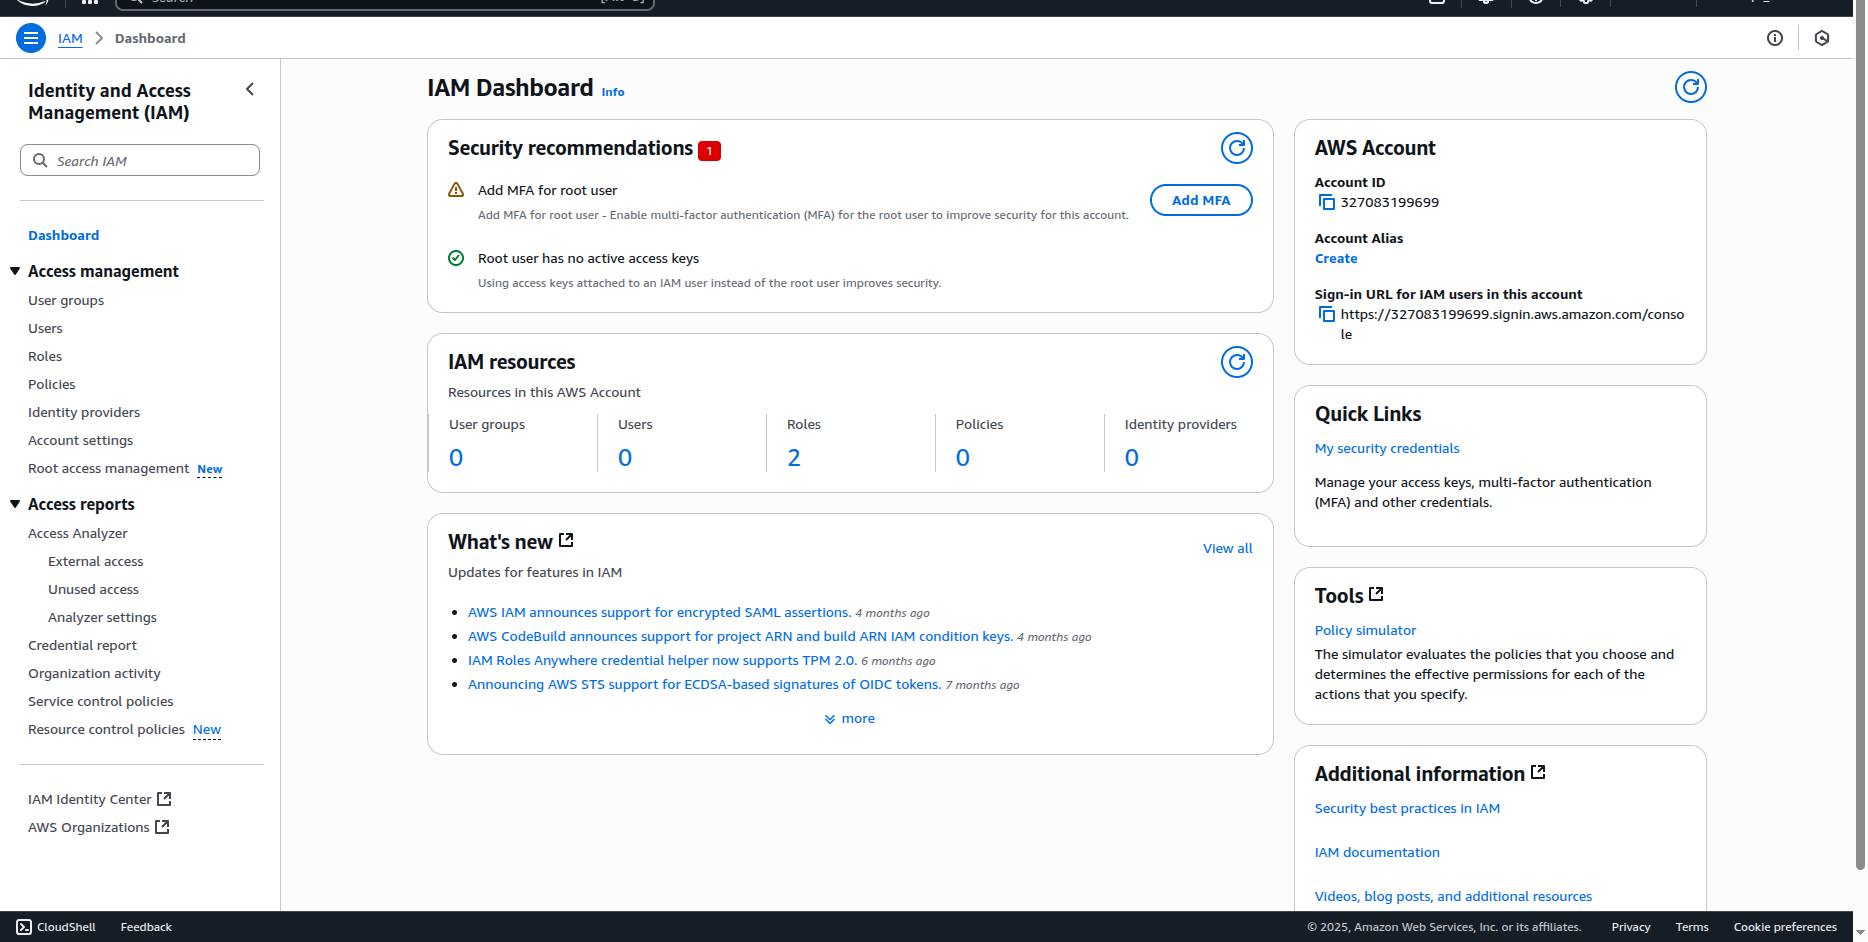 IAM
Dashboard
Identity and Access
Management (IAM)
Search IAM
Dashboard
Access management
User groups
Users
Roles
Policies
Identity providers
Account settings
Root access management New
Access reports
Access Analyzer
External access
Unused access
Analyzer settings
Credential report
Organization activity
Service control policies
Resource control policies New
IAM Identity Center
AWS Organizations
IAM Dashboard Info
Security recommendations 1
Add MFA for root user
Add MFA for root user - Enable multi-factor authentication (MFA) for the root user to improve security for this account.
Add MFA
Root user has no active access keys
Using access keys attached to an IAM user instead of the root user improves security.
IAM resources
Resources in this AWS Account
User groups
0
Users
0
Roles
2
Policies
0
Identity providers
0
What's new
View all
Updates for features in IAM
AWS IAM announces support for encrypted SAML assertions. 4 months ago
AWS CodeBuild announces support for project ARN and build ARN IAM condition keys. 4 months ago
IAM Roles Anywhere credential helper now supports TPM 2.0. 6 months ago
Announcing AWS STS support for ECDSA-based signatures of OIDC tokens. 7 months ago
more
AWS Account
Account ID
327083199699
Account Alias
Create
Sign-in URL for IAM users in this account
https://327083199699.signin.aws.amazon.com/conso
le
Quick Links
My security credentials
Manage your access keys, multi-factor authentication
(MFA) and other credentials.
Tools
Policy simulator
The simulator evaluates the policies that you choose and
determines the effective permissions for each of the
actions that you specify.
Additional information
Security best practices in IAM
IAM documentation
Videos, blog posts, and additional resources
CloudShell
Feedback
© 2025, Amazon Web Services, Inc. or its affiliates.
Privacy
Terms
Cookie preferences